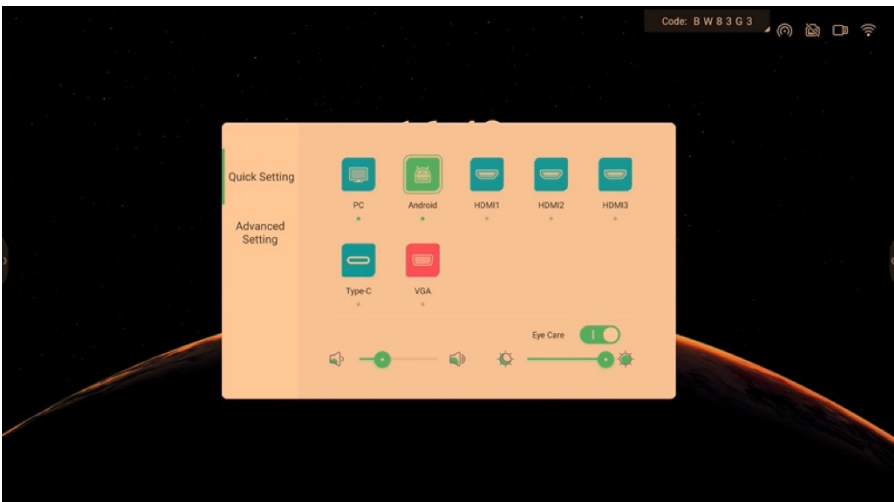 Code: B W 8 3 G 3
Quick Setting
Advanced
Setting
PC
Android
HDMI1
HDMI2
HDMI3
Type-C
VGA
Eye Care